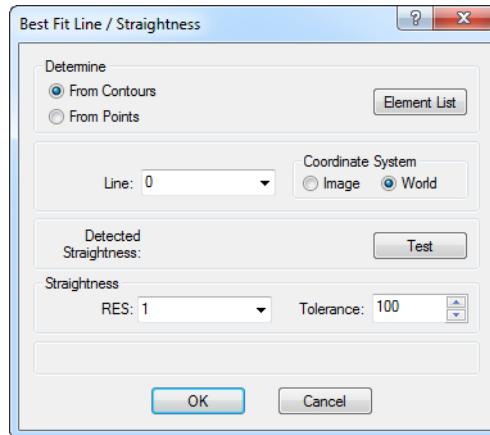 Best Fit Line / Straightness
?
Determine
From Contours
Element List
From Points
Coordinate System
Line: 0
Image World
Detected
Straightness:
Test
Straightness
RES: 1 Tolerance: 100
OK Cancel